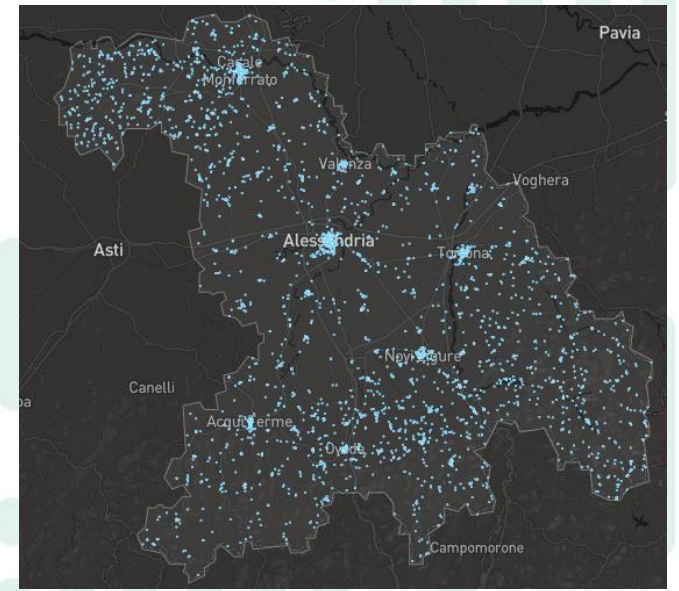 Pavia
Casale
Monferrato
Valenza
Voghera
Alessandria
Asti
Tortona
Novi Ligure
Canelli
Acqui Terme
Ovada
Campomorone